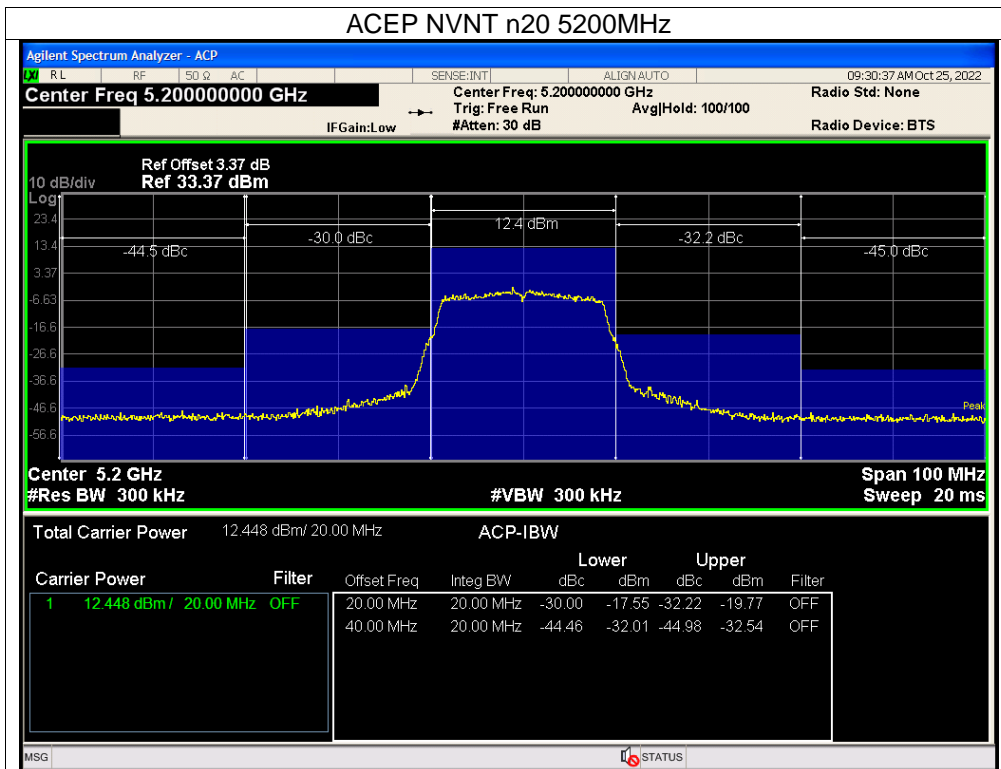 ACEP NVNT n20 5200MHz
Agilent Spectrum Analyzer - ACP
LXI RL RF 50 Ω AC SENSE:INT ALIGN AUTO 09:30:37 AM Oct 25, 2022
Center Freq 5.200000000 GHz Center Freq: 5.200000000 GHz Radio Std: None
Trig: Free Run Avg|Hold: 100/100
IFGain:Low #Atten: 30 dB Radio Device: BTS
Ref Offset 3.37 dB
10 dB/div Ref 33.37 dBm
Log
23.4 12.4 dBm
-30.0 dBc -32.2 dBc
13.4 -44.5 dBc -45.0 dBc
3.37
-6.63
-16.6
-26.6
-36.6
-46.6 Peak
-56.6
Center 5.2 GHz Span 100 MHz
#Res BW 300 kHz #VBW 300 kHz Sweep 20 ms
Total Carrier Power 12.448 dBm/ 20.00 MHz ACP-IBW
Lower Upper
Carrier Power Filter Offset Freq Integ BW dBc dBm dBc dBm Filter
1 12.448 dBm / 20.00 MHz OFF 20.00 MHz 20.00 MHz -30.00 -17.55 -32.22 -19.77 OFF
40.00 MHz 20.00 MHz -44.46 -32.01 -44.98 -32.54 OFF
MSG STATUS